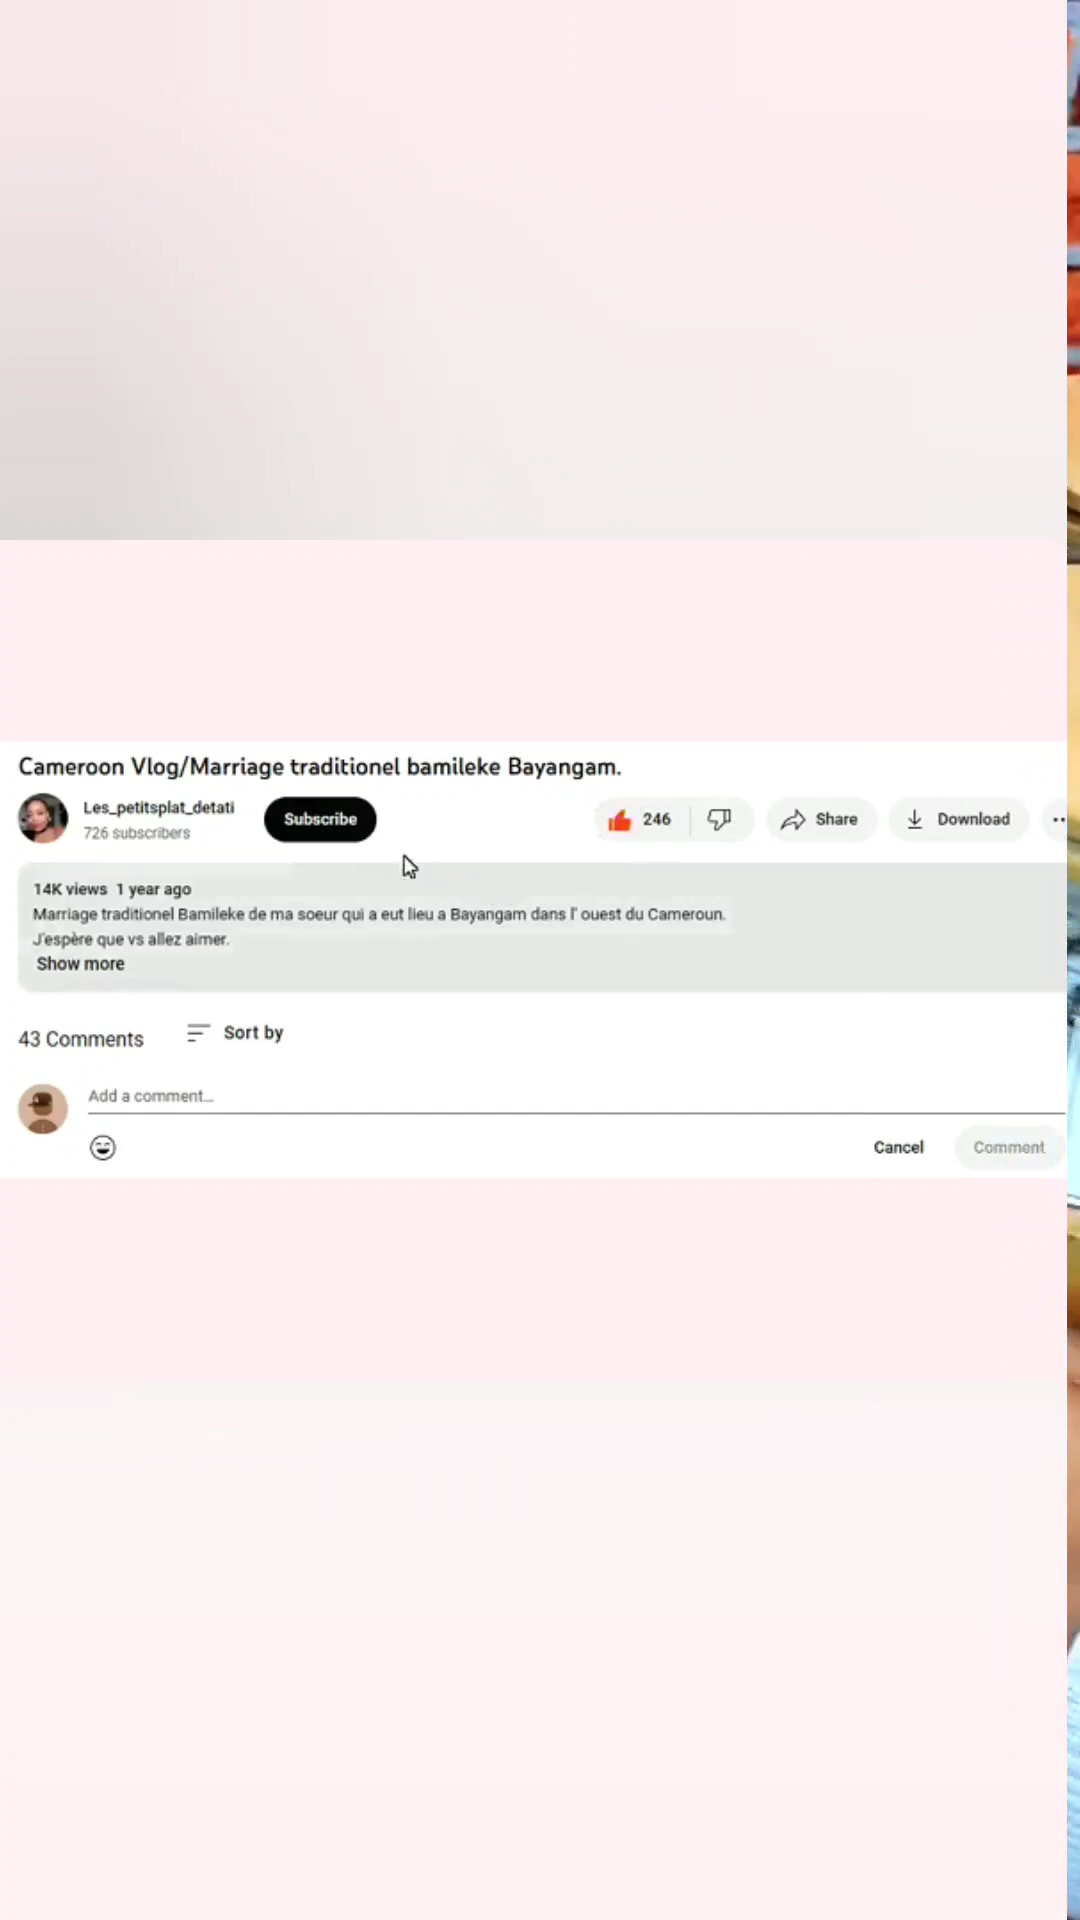 Cameroon Vlog/Marriage traditionel bamileke Bayangam.
Les_petitsplat_detati
726 subscribers
Subscribe
246
Share
Download
14K views 1 year ago
Marriage traditionel Bamileke de ma soeur qui a eut lieu a Bayangam dans l' ouest du Cameroun.
J'espère que vs allez aimer.
Show more
43 Comments
Sort by
Add a comment...
Cancel
Comment